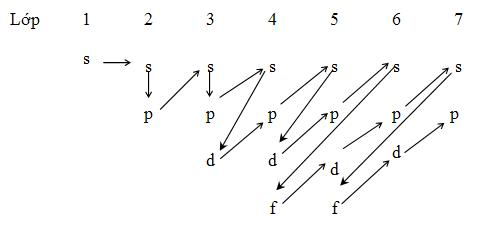 Lớp 1 2 3 4 5 6 7
s s s s s s s
p p p p p p
d d d d
f f